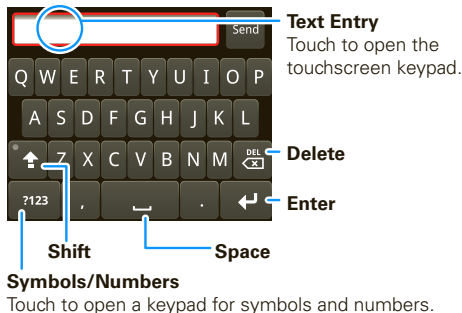 Text Entry
Send
Touch to open the
touchscreen keypad.
Q W E R T Y U I O P
A S D F G H J K L
Z X C V B N M DEL
Delete
?123 , .
Enter
Shift
Space
Symbols/Numbers
Touch to open a keypad for symbols and numbers.